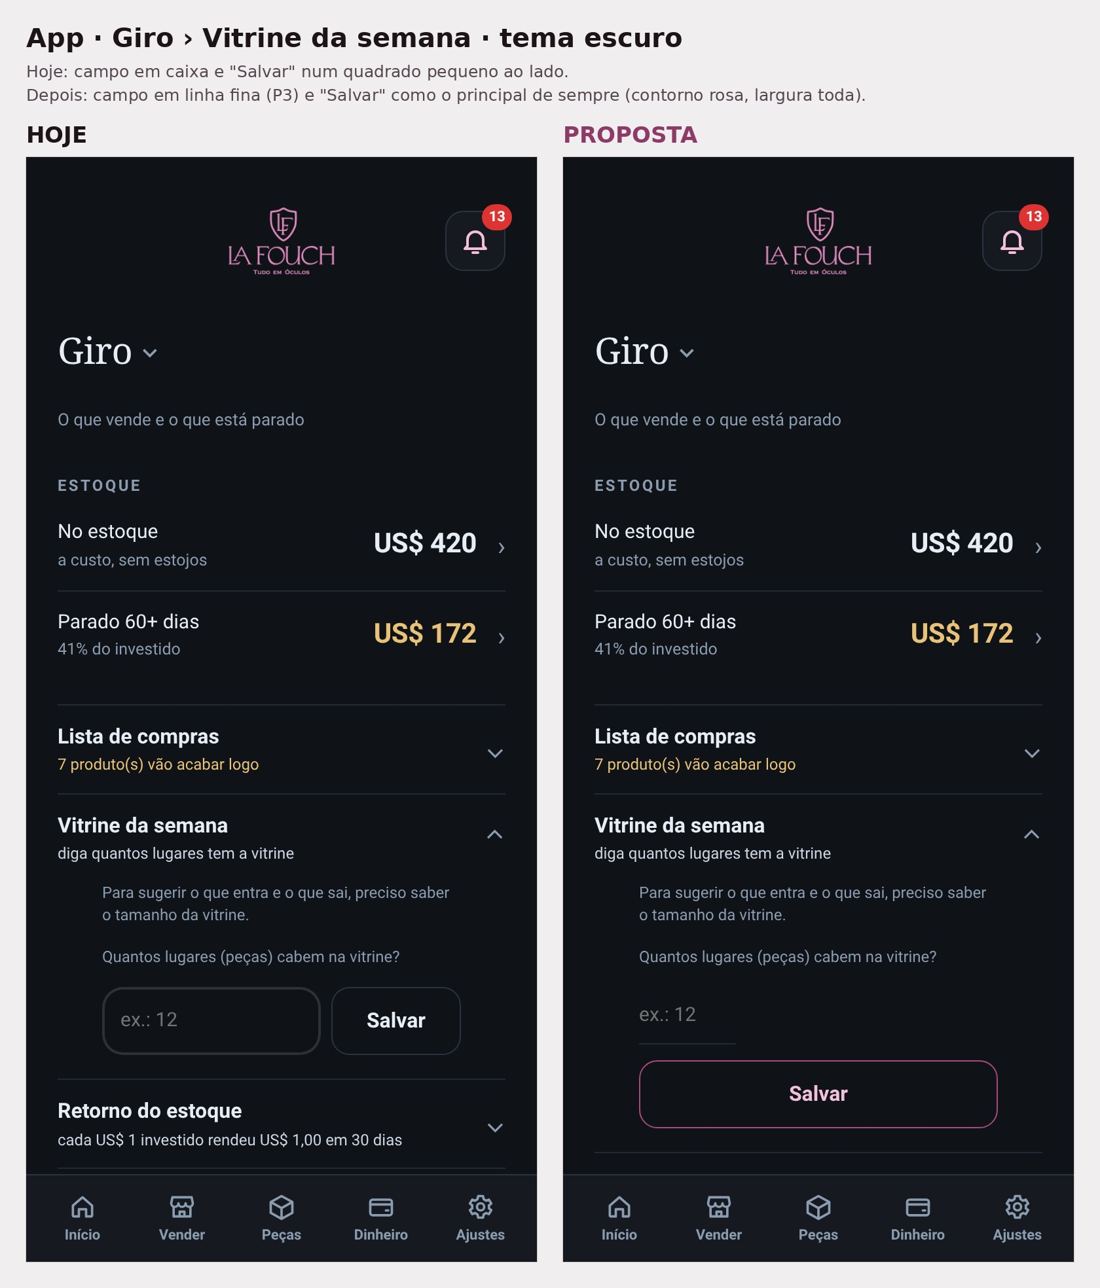 App · Giro › Vitrine da semana · tema escuro
Hoje: campo em caixa e "Salvar" num quadrado pequeno ao lado.
Depois: campo em linha fina (P3) e "Salvar" como o principal de sempre (contorno rosa, largura toda).
HOJE
LF
LA FOUCH
Tudo em Óculos
13
Giro
O que vende e o que está parado
ESTOQUE
No estoque
US$ 420 ›
a custo, sem estojos
Parado 60+ dias
US$ 172 ›
41% do investido
Lista de compras
7 produto(s) vão acabar logo
Vitrine da semana
diga quantos lugares tem a vitrine
Para sugerir o que entra e o que sai, preciso saber
o tamanho da vitrine.
Quantos lugares (peças) cabem na vitrine?
ex.: 12
Salvar
Retorno do estoque
cada US$ 1 investido rendeu US$ 1,00 em 30 dias
Início Vender Peças Dinheiro Ajustes
PROPOSTA
LF
LA FOUCH
Tudo em Óculos
13
Giro
O que vende e o que está parado
ESTOQUE
No estoque
US$ 420 ›
a custo, sem estojos
Parado 60+ dias
US$ 172 ›
41% do investido
Lista de compras
7 produto(s) vão acabar logo
Vitrine da semana
diga quantos lugares tem a vitrine
Para sugerir o que entra e o que sai, preciso saber
o tamanho da vitrine.
Quantos lugares (peças) cabem na vitrine?
ex.: 12
Salvar
Início Vender Peças Dinheiro Ajustes